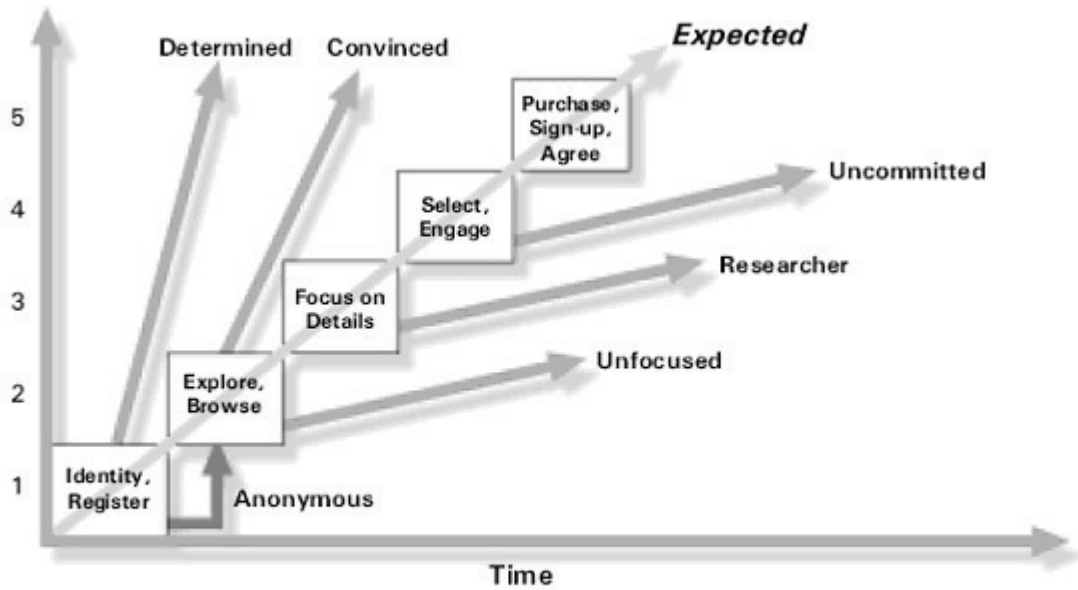 Expected
Determined
Convinced
5
Purchase,
Sign-up,
Agree
Uncommitted
4
Select,
Engage
Researcher
3
Focus on
Details
Unfocused
2
Explore,
Browse
1
Identity,
Register
Anonymous
Time